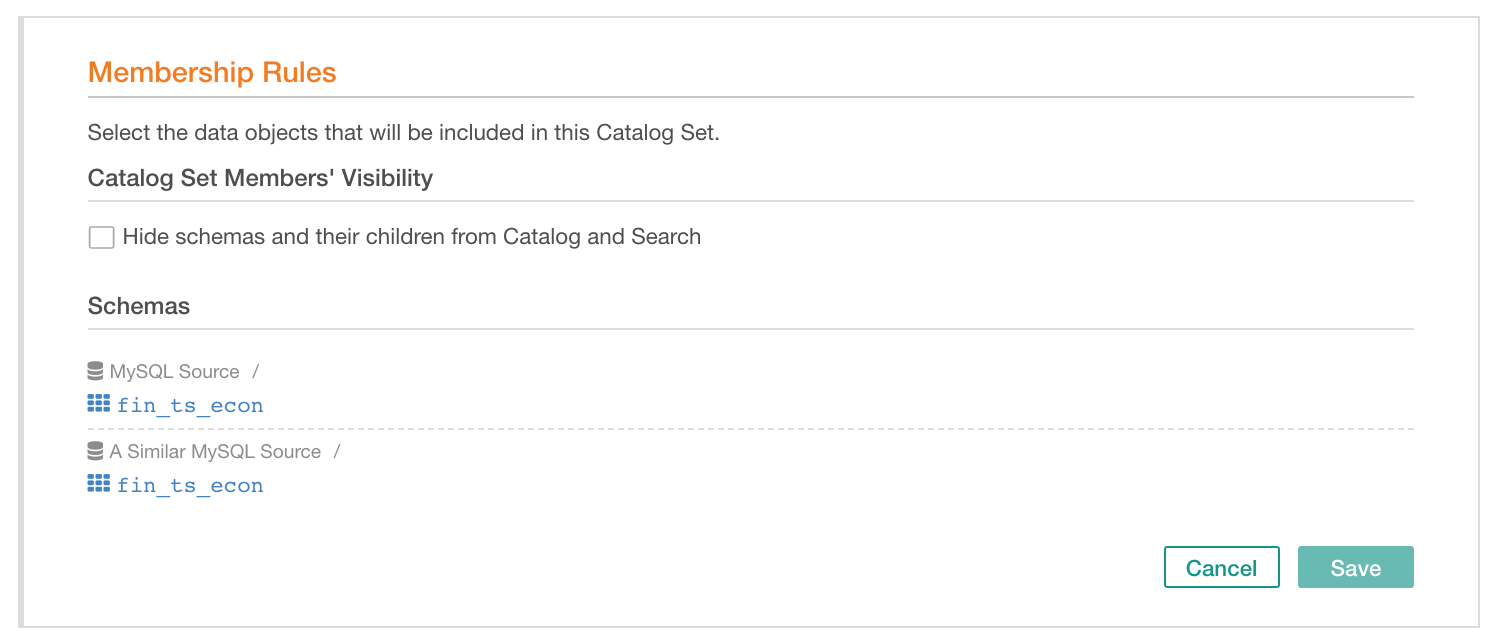 Membership Rules
Select the data objects that will be included in this Catalog Set.
Catalog Set Members' Visibility
Hide schemas and their children from Catalog and Search
Schemas
MySQL Source /
fin_ts_econ
A Similar MySQL Source /
fin_ts_econ
Cancel Save